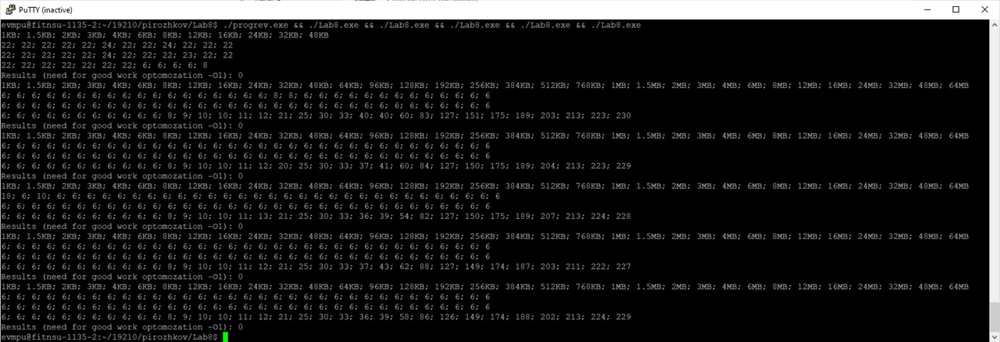 PuTTY (inactive)
evmpu@fitnsu-1135-2:~/19210/pirozhkov/Lab8$ ./progrev.exe && ./Lab8.exe && ./Lab8.exe && ./Lab8.exe && ./Lab8.exe && ./Lab8.exe
1KB; 1.5KB; 2KB; 3KB; 4KB; 6KB; 8KB; 12KB; 16KB; 24KB; 32KB; 48KB
22; 22; 22; 22; 22; 24; 22; 22; 24; 22; 22; 22
22; 22; 22; 22; 22; 24; 22; 22; 23; 22; 22
22; 22; 22; 22; 22; 22; 22; 6; 6; 6; 6; 8
Results (need for good work optomozation -O1): 0
1KB; 1.5KB; 2KB; 3KB; 4KB; 6KB; 8KB; 12KB; 16KB; 24KB; 32KB; 48KB; 64KB; 96KB; 128KB; 192KB; 256KB; 384KB; 512KB; 768KB; 1MB; 1.5MB; 2MB; 3MB; 4MB; 6MB; 8MB; 12MB; 16MB; 24MB; 32MB; 48MB; 64MB
6; 6; 6; 6; 6; 6; 6; 6; 6; 6; 6; 6; 6; 6; 6; 6; 6; 6; 8; 8; 6; 6; 6; 6; 6; 6; 6; 6; 6; 6; 6; 6; 6
6; 6; 6; 6; 6; 6; 6; 6; 6; 6; 6; 6; 6; 6; 6; 6; 6; 6; 6; 6; 6; 6; 6; 6; 6; 6; 6; 6; 6; 6; 6; 6; 6
6; 6; 6; 6; 6; 6; 6; 6; 6; 6; 8; 9; 10; 10; 11; 12; 21; 25; 30; 33; 40; 40; 60; 83; 127; 151; 175; 189; 203; 213; 223; 230
Results (need for good work optomozation -O1): 0
1KB; 1.5KB; 2KB; 3KB; 4KB; 6KB; 8KB; 12KB; 16KB; 24KB; 32KB; 48KB; 64KB; 96KB; 128KB; 192KB; 256KB; 384KB; 512KB; 768KB; 1MB; 1.5MB; 2MB; 3MB; 4MB; 6MB; 8MB; 12MB; 16MB; 24MB; 32MB; 48MB; 64MB
6; 6; 6; 6; 6; 6; 6; 6; 6; 6; 6; 6; 6; 6; 6; 6; 6; 6; 6; 6; 6; 6; 6; 6; 6; 6; 6; 6; 6; 6; 6; 6; 6
6; 6; 6; 6; 6; 6; 6; 6; 6; 6; 6; 6; 6; 6; 6; 6; 6; 6; 6; 6; 6; 6; 6; 6; 6; 6; 6; 6; 6; 6; 6; 6; 6
6; 6; 6; 6; 6; 6; 6; 6; 6; 6; 8; 9; 10; 10; 11; 12; 20; 25; 30; 33; 37; 41; 60; 84; 127; 150; 175; 189; 204; 213; 223; 229
Results (need for good work optomozation -O1): 0
1KB; 1.5KB; 2KB; 3KB; 4KB; 6KB; 8KB; 12KB; 16KB; 24KB; 32KB; 48KB; 64KB; 96KB; 128KB; 192KB; 256KB; 384KB; 512KB; 768KB; 1MB; 1.5MB; 2MB; 3MB; 4MB; 6MB; 8MB; 12MB; 16MB; 24MB; 32MB; 48MB; 64MB
18; 6; 10; 6; 6; 6; 6; 6; 6; 6; 6; 6; 6; 6; 6; 6; 6; 6; 6; 6; 6; 6; 6; 6; 6; 6; 6; 6; 6; 6; 6; 6; 6
6; 6; 6; 6; 6; 6; 6; 6; 6; 6; 6; 6; 6; 6; 6; 6; 6; 6; 6; 6; 6; 6; 6; 6; 6; 6; 6; 6; 6; 6; 6; 6; 6
6; 6; 6; 6; 6; 6; 6; 6; 6; 6; 8; 9; 10; 10; 11; 13; 21; 25; 30; 33; 36; 39; 54; 82; 127; 150; 175; 189; 207; 213; 224; 228
Results (need for good work optomozation -O1): 0
1KB; 1.5KB; 2KB; 3KB; 4KB; 6KB; 8KB; 12KB; 16KB; 24KB; 32KB; 48KB; 64KB; 96KB; 128KB; 192KB; 256KB; 384KB; 512KB; 768KB; 1MB; 1.5MB; 2MB; 3MB; 4MB; 6MB; 8MB; 12MB; 16MB; 24MB; 32MB; 48MB; 64MB
6; 6; 6; 6; 6; 6; 6; 6; 6; 6; 6; 6; 6; 6; 6; 6; 6; 6; 6; 6; 6; 6; 6; 6; 6; 6; 6; 6; 6; 6; 6; 6; 6
6; 6; 6; 6; 6; 6; 6; 6; 6; 6; 6; 6; 6; 6; 6; 6; 6; 6; 6; 6; 6; 6; 6; 6; 6; 6; 6; 6; 6; 6; 6; 6; 6
6; 6; 6; 6; 6; 6; 6; 6; 6; 6; 8; 9; 10; 10; 11; 12; 21; 25; 30; 33; 37; 43; 62; 88; 127; 149; 174; 187; 203; 211; 222; 227
Results (need for good work optomozation -O1): 0
1KB; 1.5KB; 2KB; 3KB; 4KB; 6KB; 8KB; 12KB; 16KB; 24KB; 32KB; 48KB; 64KB; 96KB; 128KB; 192KB; 256KB; 384KB; 512KB; 768KB; 1MB; 1.5MB; 2MB; 3MB; 4MB; 6MB; 8MB; 12MB; 16MB; 24MB; 32MB; 48MB; 64MB
6; 6; 6; 6; 6; 6; 6; 6; 6; 6; 6; 6; 6; 6; 6; 6; 6; 6; 6; 6; 6; 6; 6; 6; 6; 6; 6; 6; 6; 6; 6; 6; 6
6; 6; 6; 6; 6; 6; 6; 6; 6; 6; 6; 6; 6; 6; 6; 6; 6; 6; 6; 6; 6; 6; 6; 6; 6; 6; 6; 6; 6; 6; 6; 6; 6
6; 6; 6; 6; 6; 6; 6; 6; 6; 6; 8; 9; 10; 10; 11; 12; 21; 25; 30; 33; 36; 39; 58; 86; 126; 149; 174; 188; 202; 213; 224; 229
Results (need for good work optomozation -O1): 0
evmpu@fitnsu-1135-2:~/19210/pirozhkov/Lab8$